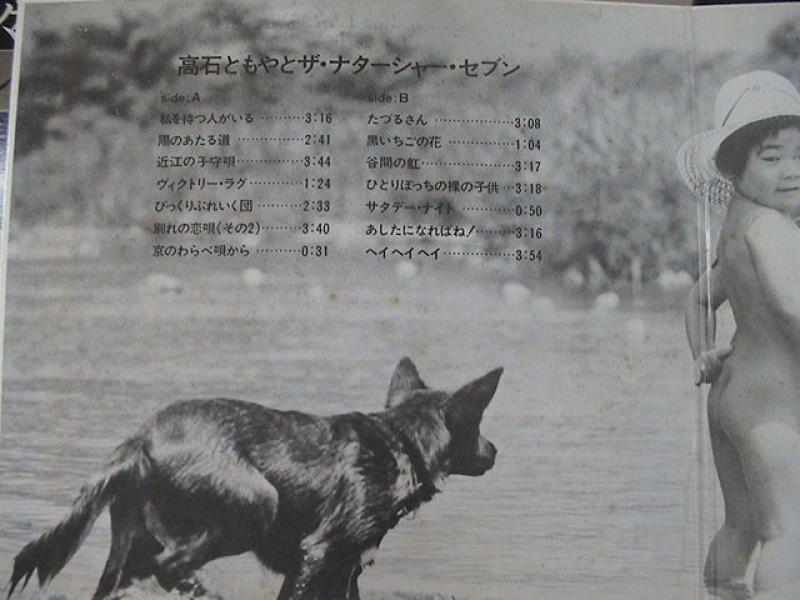 高石ともやとザ・ナターシャー・セブン
side:A
私を待つ人がいる ………3:16
陽のあたる道 ……………2:41
近江の子守唄……………3:44
ヴィクトリー・ラグ…………1:24
びっくりぶれいく団 ………2:33
別れの恋唄(その2)………3:40
京のわらべ唄から ………0:31
side:B
たづるさん ………………3:08
黒いちごの花 ……………1:04
谷間の虹…………………3:17
ひとりぼっちの裸の子供 …3:18
サタデー・ナイト …………0:50
あしたになればね!………3:16
ヘイヘイヘイ………………3:54